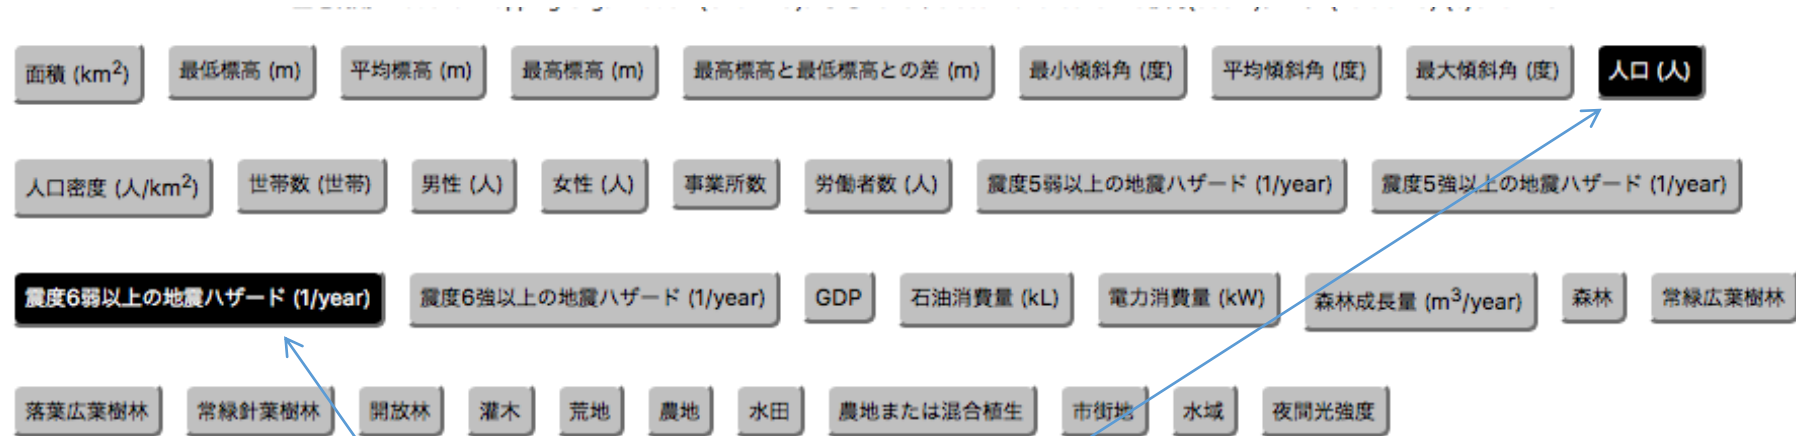 面積 (km²) 最低標高 (m) 平均標高 (m) 最高標高 (m) 最高標高と最低標高との差 (m) 最小傾斜角 (度) 平均傾斜角 (度) 最大傾斜角 (度) 人口 (人)
人口密度 (人/km²) 世帯数 (世帯) 男性 (人) 女性 (人) 事業所数 労働者数 (人) 震度5弱以上の地震ハザード (1/year) 震度5強以上の地震ハザード (1/year)
震度6弱以上の地震ハザード (1/year) 震度6強以上の地震ハザード (1/year) GDP 石油消費量 (kL) 電力消費量 (kW) 森林成長量 (m³/year) 森林 常緑広葉樹林
落葉広葉樹林 常緑針葉樹林 開放林 灌木 荒地 農地 水田 農地または混合植生 市街地 水域 夜間光強度